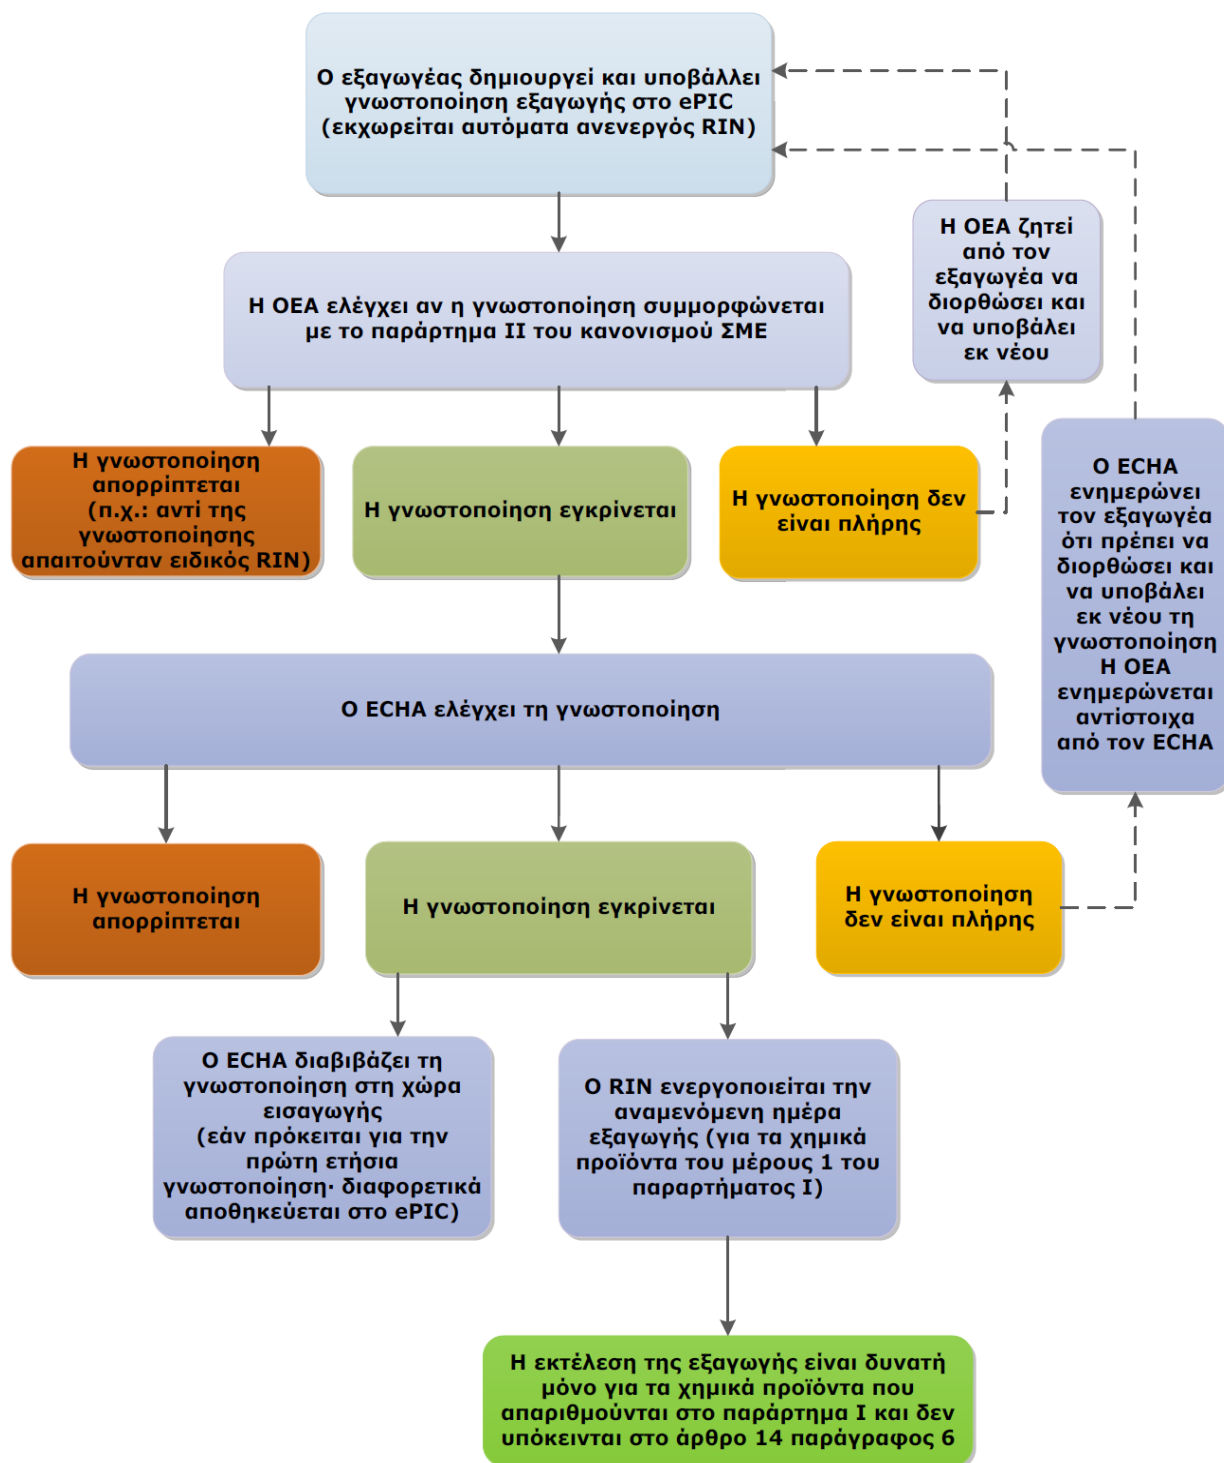 Ο εξαγωγέας δημιουργεί και υποβάλλει
γνωστοποίηση εξαγωγής στο ePIC
(εκχωρείται αυτόματα ανενεργός RIN)
Η ΟΕΑ ζητεί
από τον
εξαγωγέα να
διορθώσει και
να υποβάλει
εκ νέου
Η ΟΕΑ ελέγχει αν η γνωστοποίηση συμμορφώνεται
με το παράρτημα ΙΙ του κανονισμού ΣΜΕ
Η γνωστοποίηση
απορρίπτεται
(π.χ.: αντί της
γνωστοποίησης
απαιτούνταν ειδικός RIN)
Η γνωστοποίηση εγκρίνεται
Η γνωστοποίηση δεν
είναι πλήρης
Ο ECHA
ενημερώνει
τον εξαγωγέα
ότι πρέπει να
διορθώσει και
να υποβάλει
εκ νέου τη
γνωστοποίηση
Η ΟΕΑ
ενημερώνεται
αντίστοιχα
από τον ECHA
Ο ECHA ελέγχει τη γνωστοποίηση
Η γνωστοποίηση
απορρίπτεται
Η γνωστοποίηση εγκρίνεται
Η γνωστοποίηση
δεν είναι πλήρης
Ο ECHA διαβιβάζει τη
γνωστοποίηση στη χώρα
εισαγωγής
(εάν πρόκειται για την
πρώτη ετήσια
γνωστοποίηση· διαφορετικά
αποθηκεύεται στο ePIC)
Ο RIN ενεργοποιείται την
αναμενόμενη ημέρα
εξαγωγής (για τα χημικά
προϊόντα του μέρους 1 του
παραρτήματος Ι)
Η εκτέλεση της εξαγωγής είναι δυνατή
μόνο για τα χημικά προϊόντα που
απαριθμούνται στο παράρτημα Ι και δεν
υπόκεινται στο άρθρο 14 παράγραφος 6